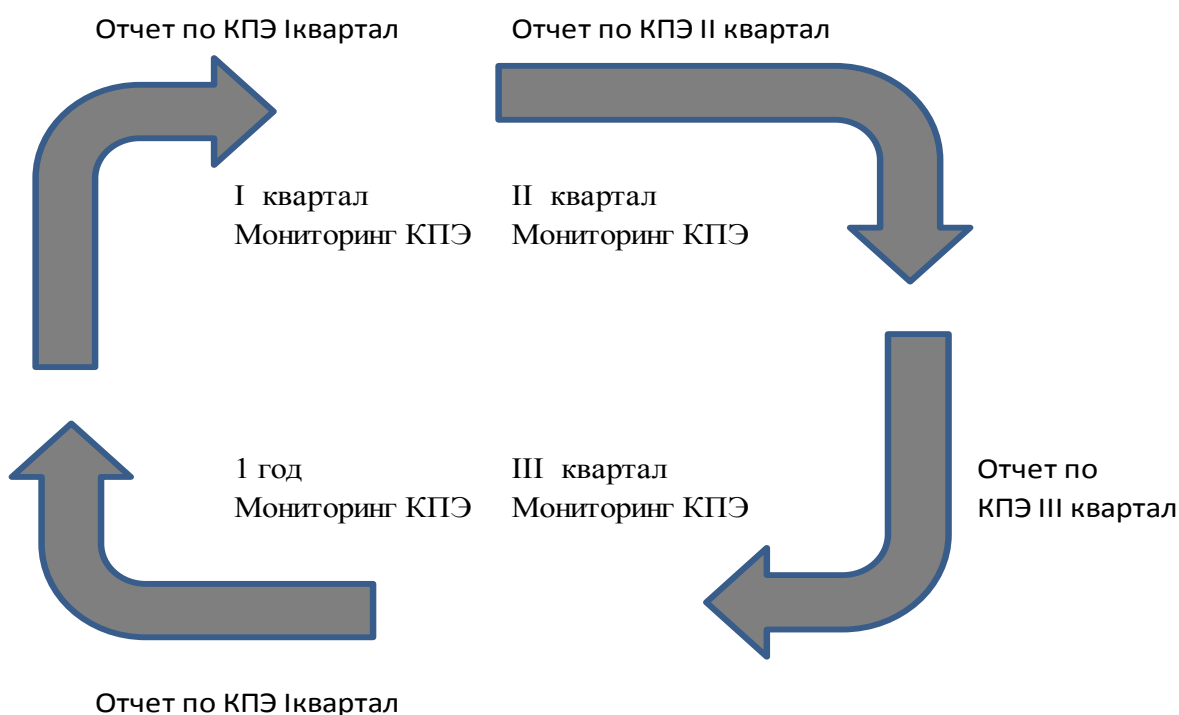 Отчет по КПЭ Iквартал
Отчет по КПЭ II квартал
I квартал
Мониторинг КПЭ
II квартал
Мониторинг КПЭ
1 год
Мониторинг КПЭ
III квартал
Мониторинг КПЭ
Отчет по
КПЭ III квартал
Отчет по КПЭ Iквартал